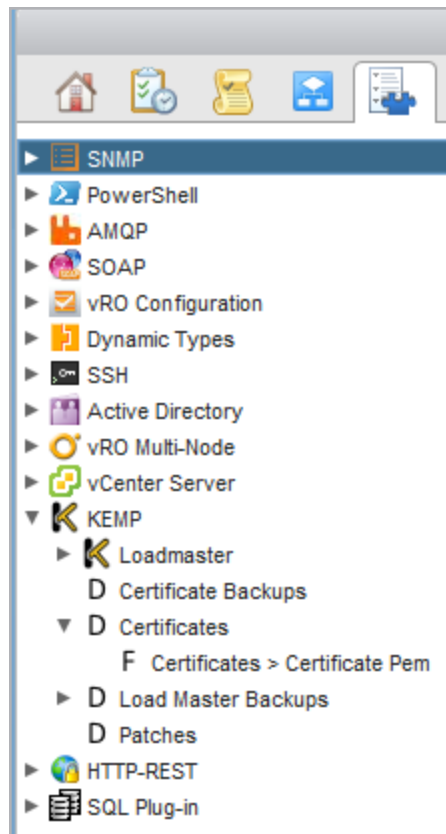 SNMP
PowerShell
AMQP
SOAP
vRO Configuration
Dynamic Types
SSH
Active Directory
vRO Multi-Node
vCenter Server
KEMP
Loadmaster
D Certificate Backups
D Certificates
F Certificates > Certificate Pem
D Load Master Backups
D Patches
HTTP-REST
SQL Plug-in